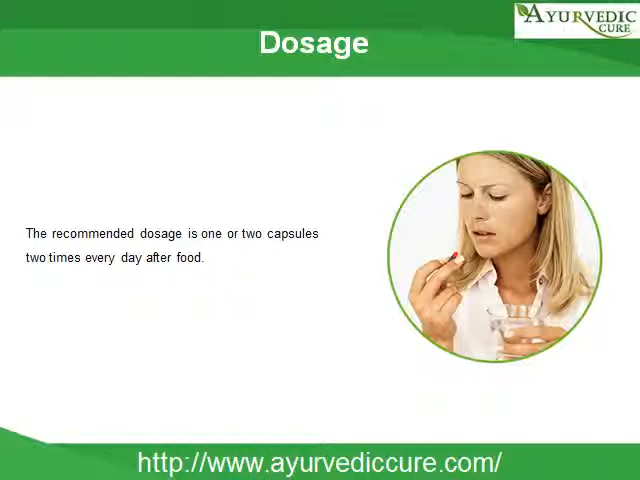 Dosage
AYURVEDIC
CURE
The recommended dosage is one or two capsules
two times every day after food.
http://www.ayurvediccure.com/